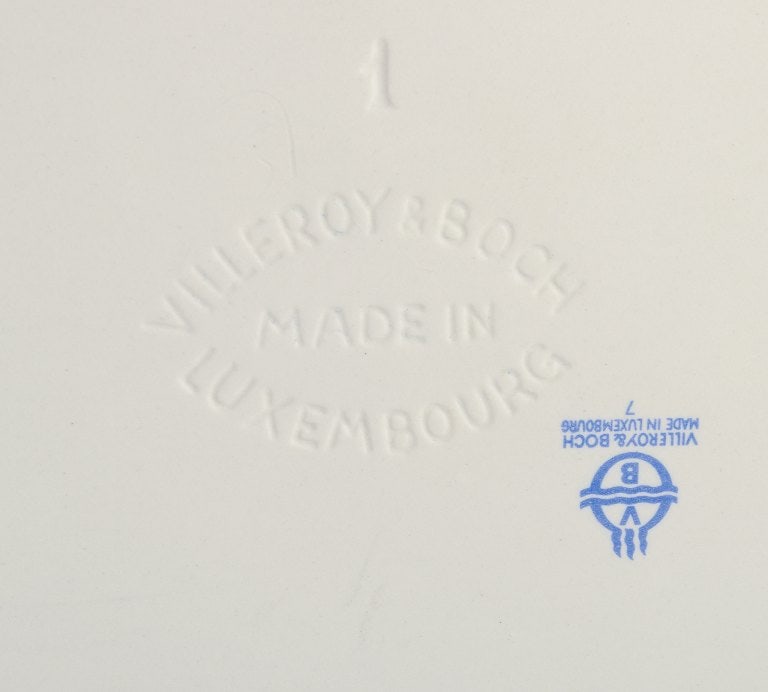 1
VILLEROY & BOCH
MADE IN
LUXEMBOURG
V
B
VILLEROY & BOCH
MADE IN LUXEMBOURG
7